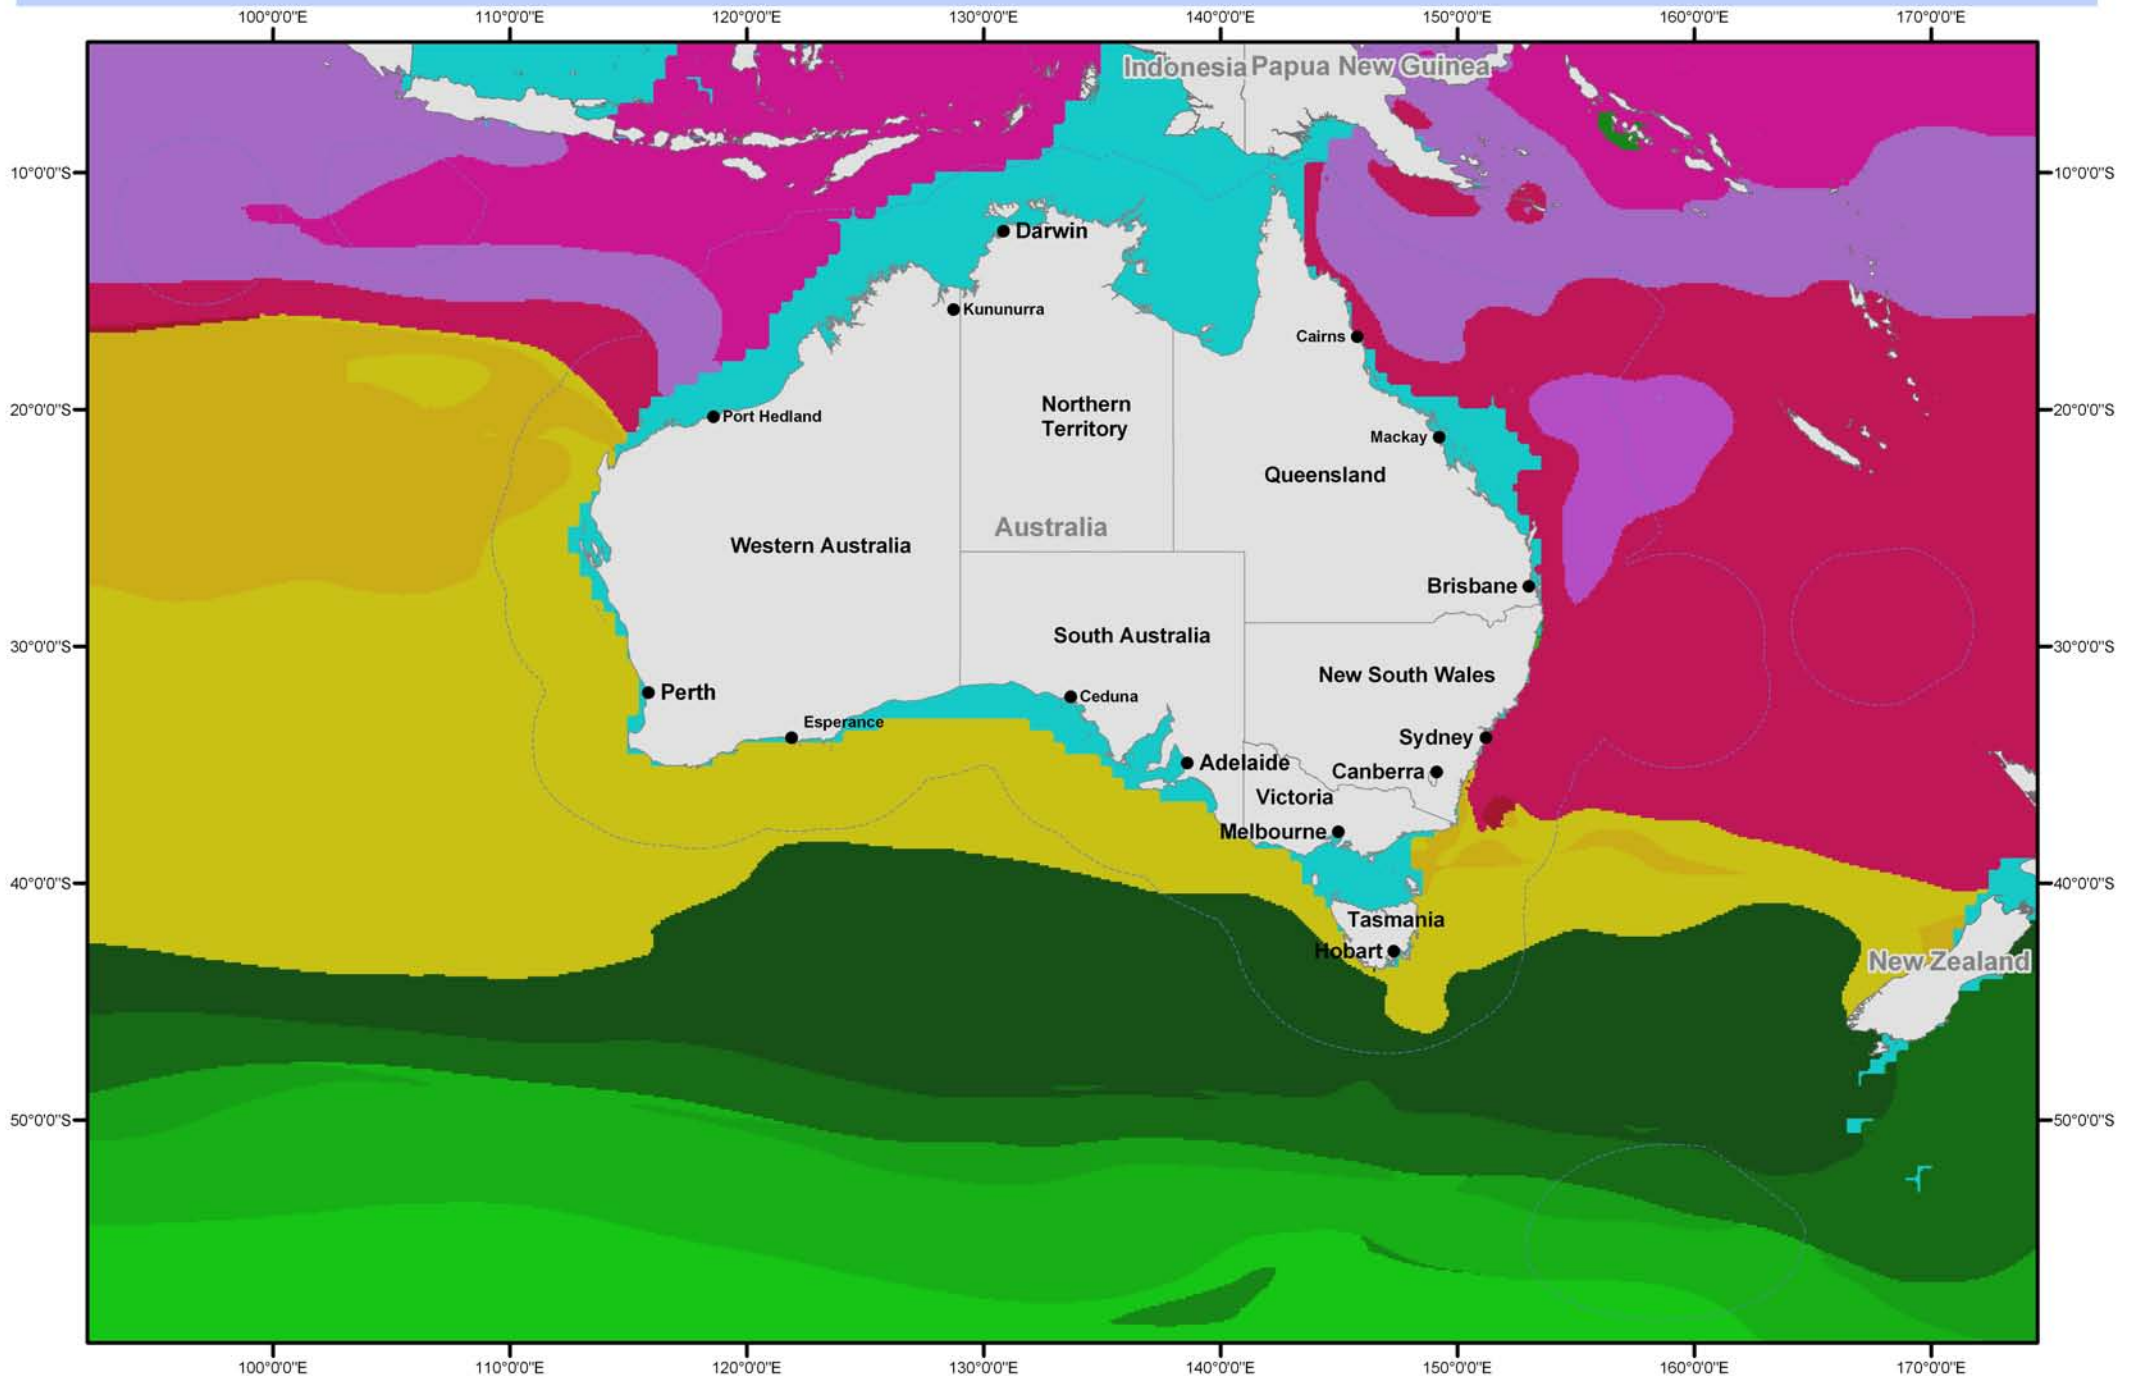 100°0'0"E 110°0'0"E 120°0'0"E 130°0'0"E 140°0'0"E 150°0'0"E 160°0'0"E 170°0'0"E
Indonesia Papua New Guinea
10°0'0"S 10°0'0"S
Darwin
Kununurra
Cairns
20°0'0"S 20°0'0"S
Northern
Territory
Port Hedland
Mackay
Queensland
Australia
Western Australia
Brisbane
South Australia
30°0'0"S 30°0'0"S
New South Wales
Perth
Ceduna
Esperance
Sydney
Adelaide
Canberra
Victoria
Melbourne
40°0'0"S 40°0'0"S
Tasmania
Hobart
New Zealand
50°0'0"S 50°0'0"S
100°0'0"E 110°0'0"E 120°0'0"E 130°0'0"E 140°0'0"E 150°0'0"E 160°0'0"E 170°0'0"E